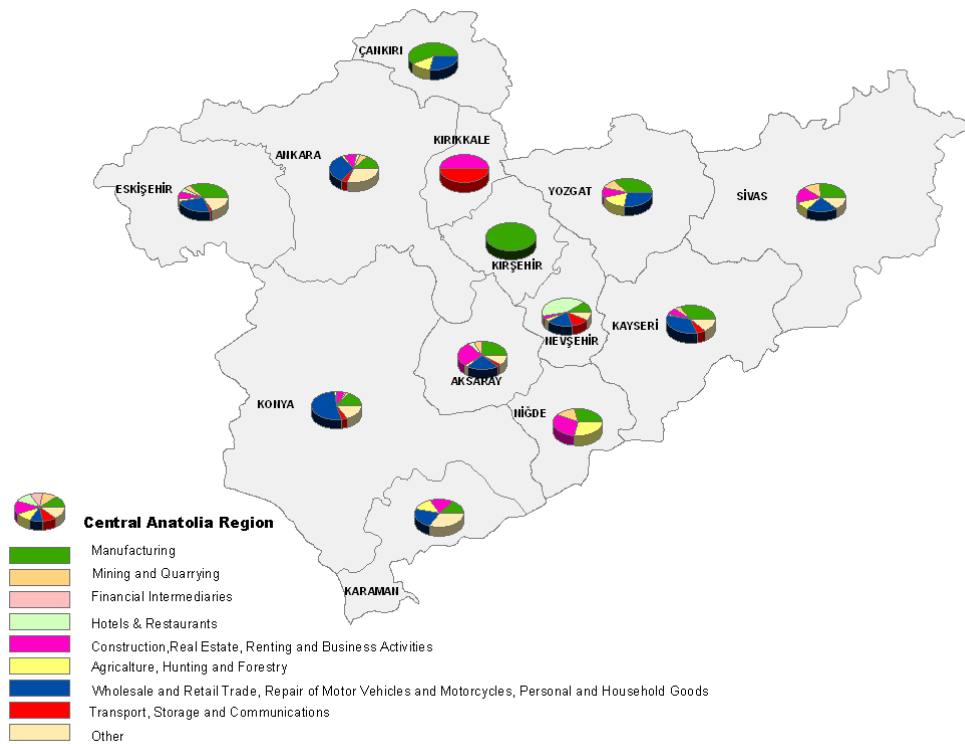 ÇANKIRI
KIRIKKALE
ANKARA
ESKİŞEHİR
YOZGAT
SİVAS
KIRŞEHİR
KAYSERİ
NEVŞEHİR
AKSARAY
KONYA
NİĞDE
Central Anatolia Region
Manufacturing
Mining and Quarrying
Financial Intermediaries
KARAMAN
Hotels & Restaurants
Construction,Real Estate, Renting and Business Activities
Agricalture, Hunting and Forestry
Wholesale and Retail Trade, Repair of Motor Vehicles and Motorcycles, Personal and Household Goods
Transport, Storage and Communications
Other